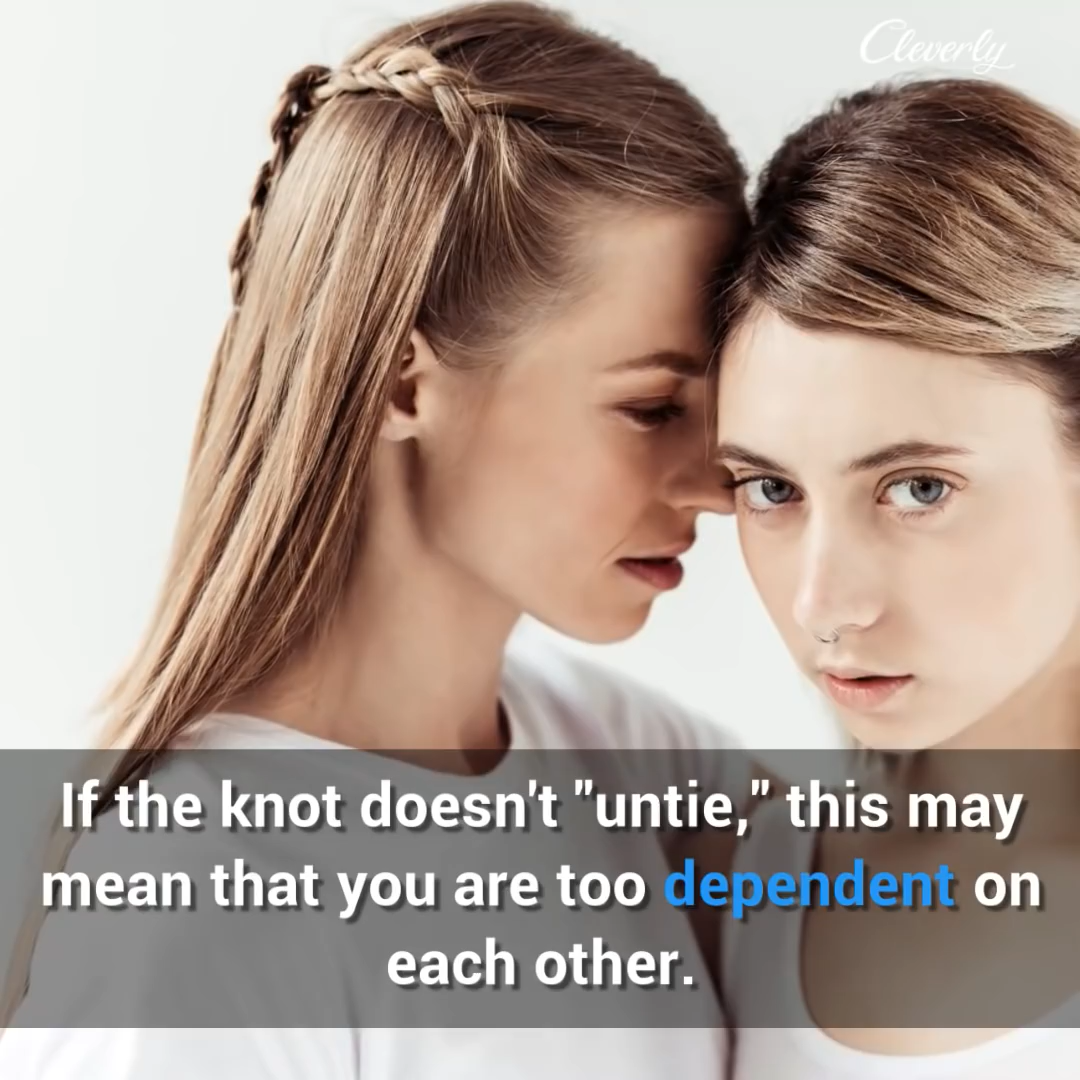 Cleverly
If the knot doesn't "untie," this may
mean that you are too dependent on
each other.